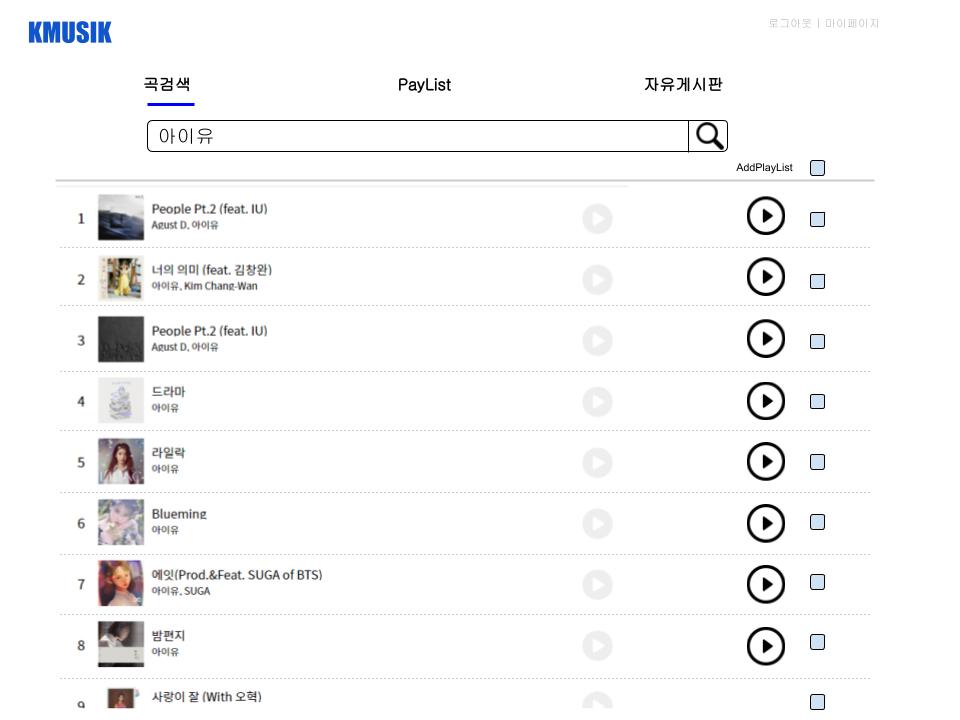 KMUSIK
로그아웃 | 마이페이지
곡검색 PayList 자유게시판
아이유
AddPlayList
1 People Pt.2 (feat. IU)
Agust D, 아이유
2 너의 의미 (feat. 김창완)
아이유, Kim Chang-Wan
3 People Pt.2 (feat. IU)
Agust D, 아이유
4 드라마
아이유
5 라일락
아이유
6 Blueming
아이유
7 에잇(Prod.&Feat. SUGA of BTS)
아이유, SUGA
8 밤편지
아이유
9 사랑이 잘 (With 오혁)